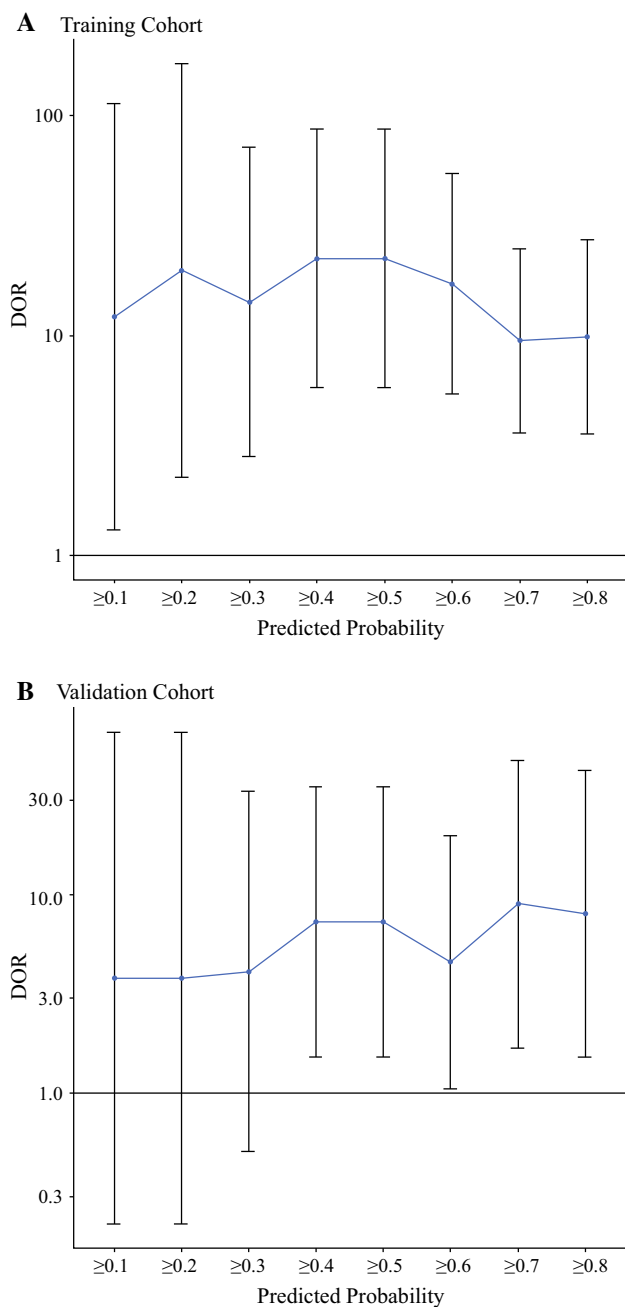 A Training Cohort
100
10
1
DOR
≥0.1 ≥0.2 ≥0.3 ≥0.4 ≥0.5 ≥0.6 ≥0.7 ≥0.8
Predicted Probability
B Validation Cohort
30.0
10.0
3.0
1.0
0.3
DOR
≥0.1 ≥0.2 ≥0.3 ≥0.4 ≥0.5 ≥0.6 ≥0.7 ≥0.8
Predicted Probability